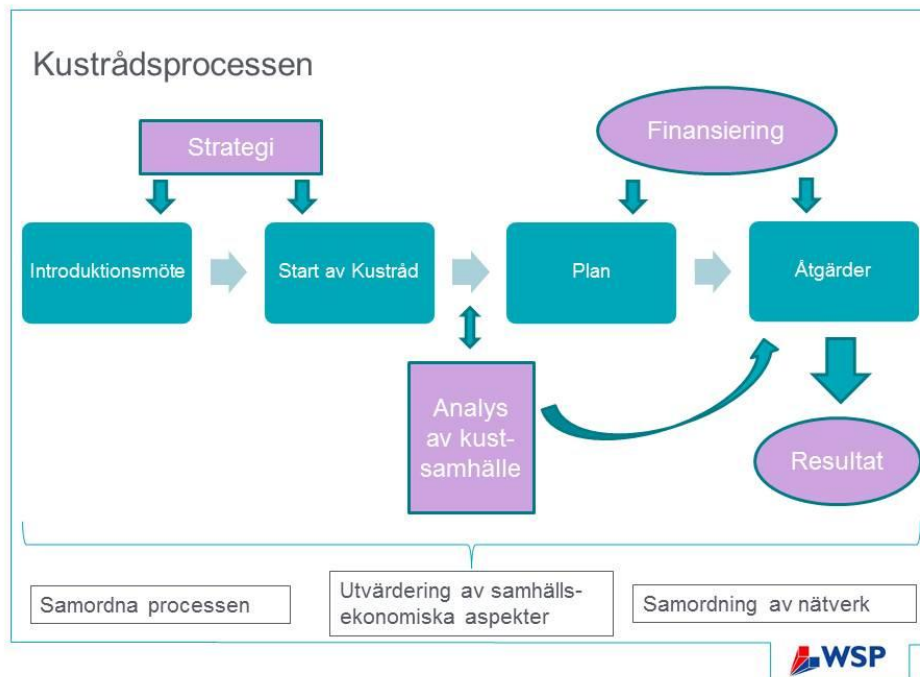 Kustrådsprocessen
Strategi
Finansiering
Introduktionsmöte
Start av Kustråd
Plan
Åtgärder
Analys
av kust-
samhälle
Resultat
Samordna processen
Utvärdering av samhälls-
ekonomiska aspekter
Samordning av nätverk
WSP